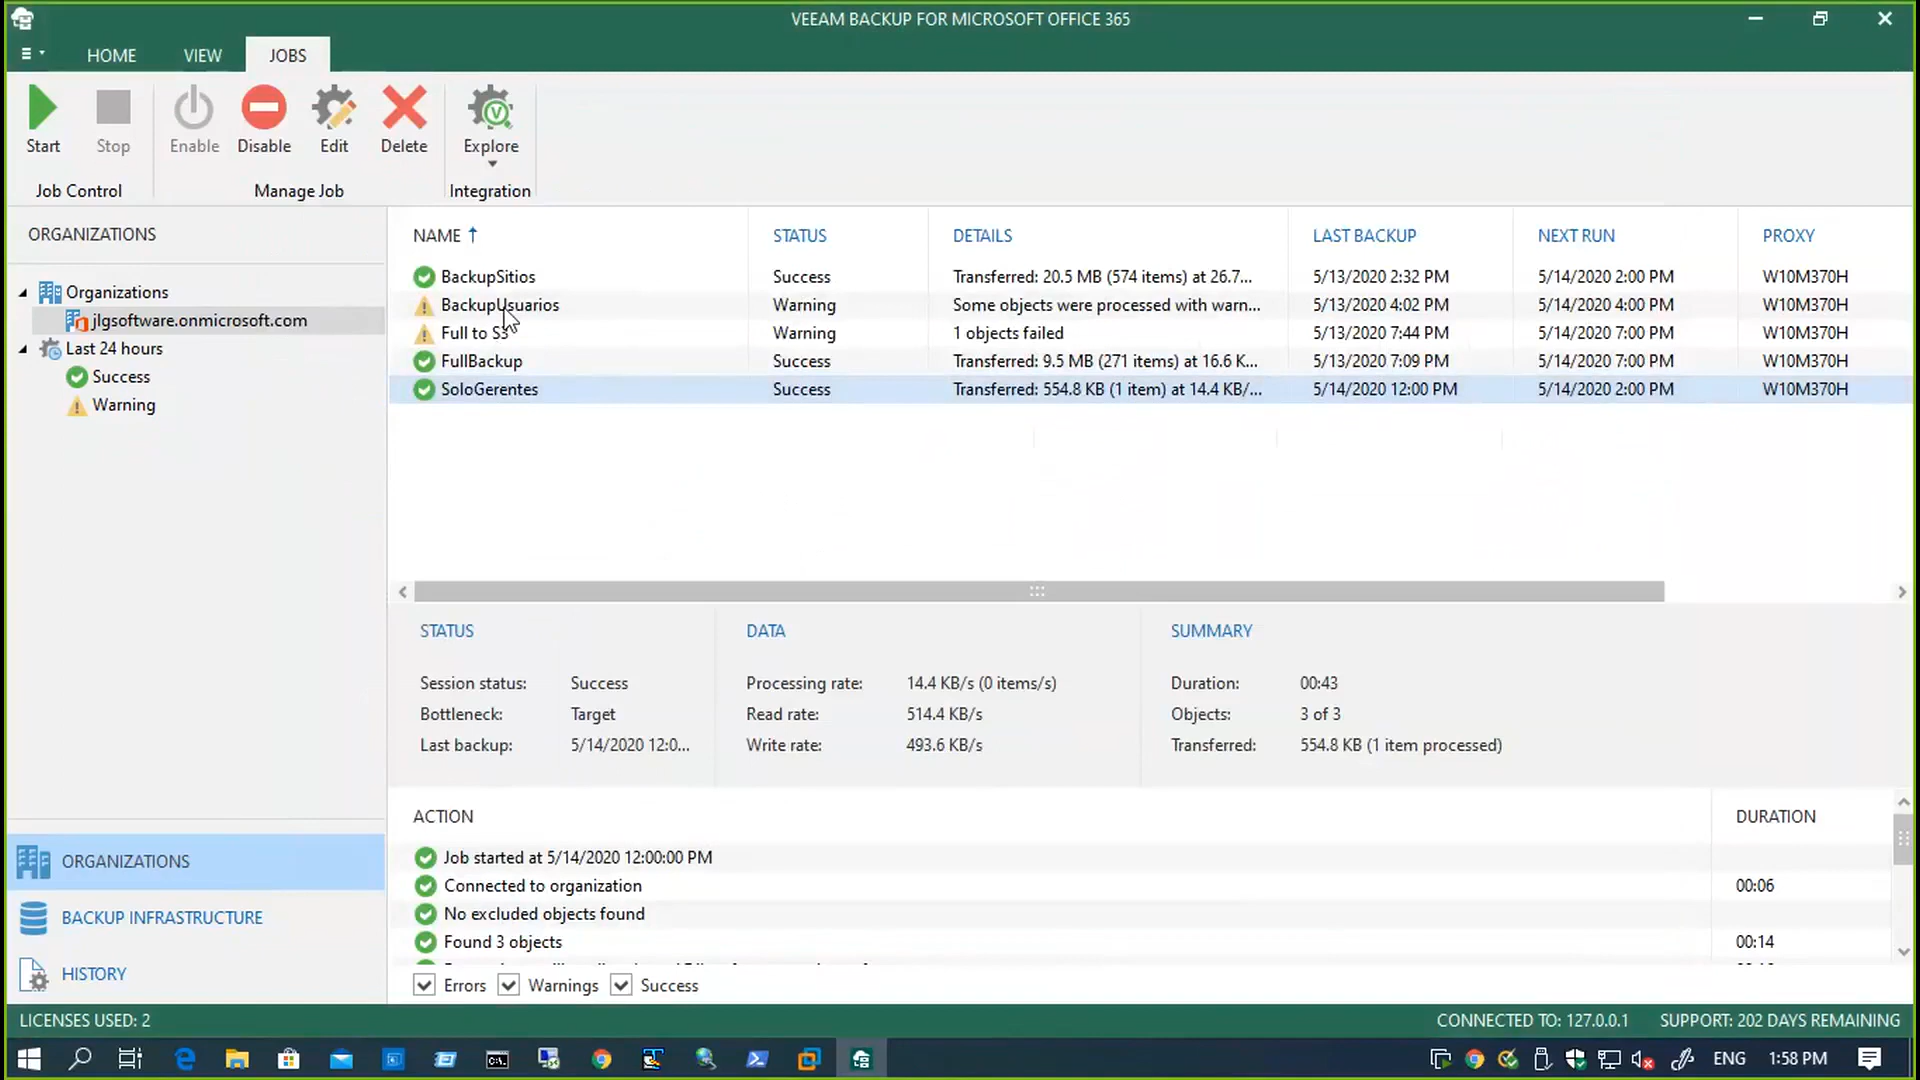 VEEAM BACKUP FOR MICROSOFT OFFICE 365
HOME VIEW JOBS
Start Stop Enable Disable Edit Delete Explore
Job Control Manage Job Integration
ORGANIZATIONS
Organizations
jlgsoftware.onmicrosoft.com
Last 24 hours
Success
Warning
NAME STATUS DETAILS LAST BACKUP NEXT RUN PROXY
BackupSitios Success Transferred: 20.5 MB (574 items) at 26.7... 5/13/2020 2:32 PM 5/14/2020 2:00 PM W10M370H
BackupUsuarios Warning Some objects were processed with warn... 5/13/2020 4:02 PM 5/14/2020 4:00 PM W10M370H
Full to S3 Warning 1 objects failed 5/13/2020 7:44 PM 5/14/2020 7:00 PM W10M370H
FullBackup Success Transferred: 9.5 MB (271 items) at 16.6 K... 5/13/2020 7:09 PM 5/14/2020 7:00 PM W10M370H
SoloGerentes Success Transferred: 554.8 KB (1 item) at 14.4 KB/... 5/14/2020 12:00 PM 5/14/2020 2:00 PM W10M370H
STATUS DATA SUMMARY
Session status: Success Processing rate: 14.4 KB/s (0 items/s) Duration: 00:43
Bottleneck: Target Read rate: 514.4 KB/s Objects: 3 of 3
Last backup: 5/14/2020 12:0... Write rate: 493.6 KB/s Transferred: 554.8 KB (1 item processed)
ACTION DURATION
Job started at 5/14/2020 12:00:00 PM
Connected to organization 00:06
No excluded objects found
Found 3 objects 00:14
Errors Warnings Success
ORGANIZATIONS
BACKUP INFRASTRUCTURE
HISTORY
LICENSES USED: 2 CONNECTED TO: 127.0.0.1 SUPPORT: 202 DAYS REMAINING
ENG 1:58 PM